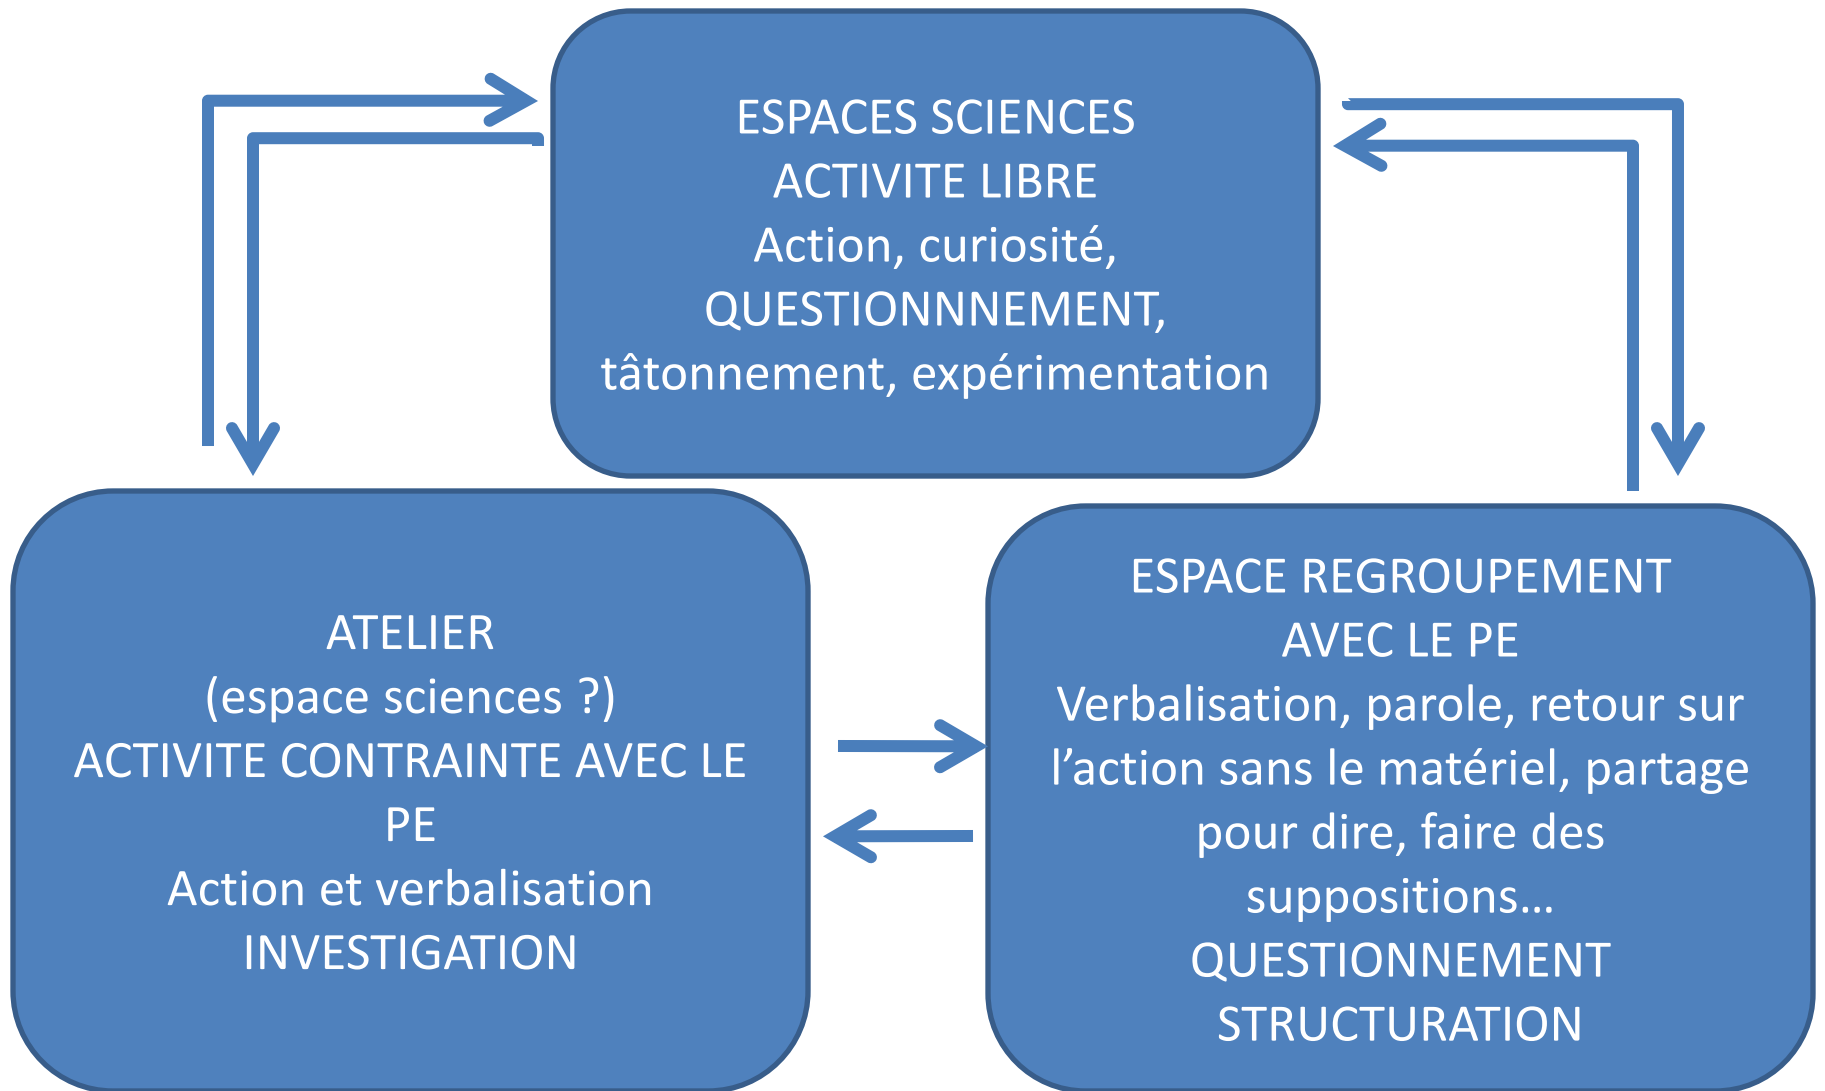 ESPACES SCIENCES
ACTIVITE LIBRE
Action, curiosité,
QUESTIONNNEMENT,
tâtonnement, expérimentation
ATELIER
(espace sciences ?)
ACTIVITE CONTRAINTE AVEC LE
PE
Action et verbalisation
INVESTIGATION
ESPACE REGROUPEMENT
AVEC LE PE
Verbalisation, parole, retour sur
l’action sans le matériel, partage
pour dire, faire des
suppositions…
QUESTIONNEMENT
STRUCTURATION